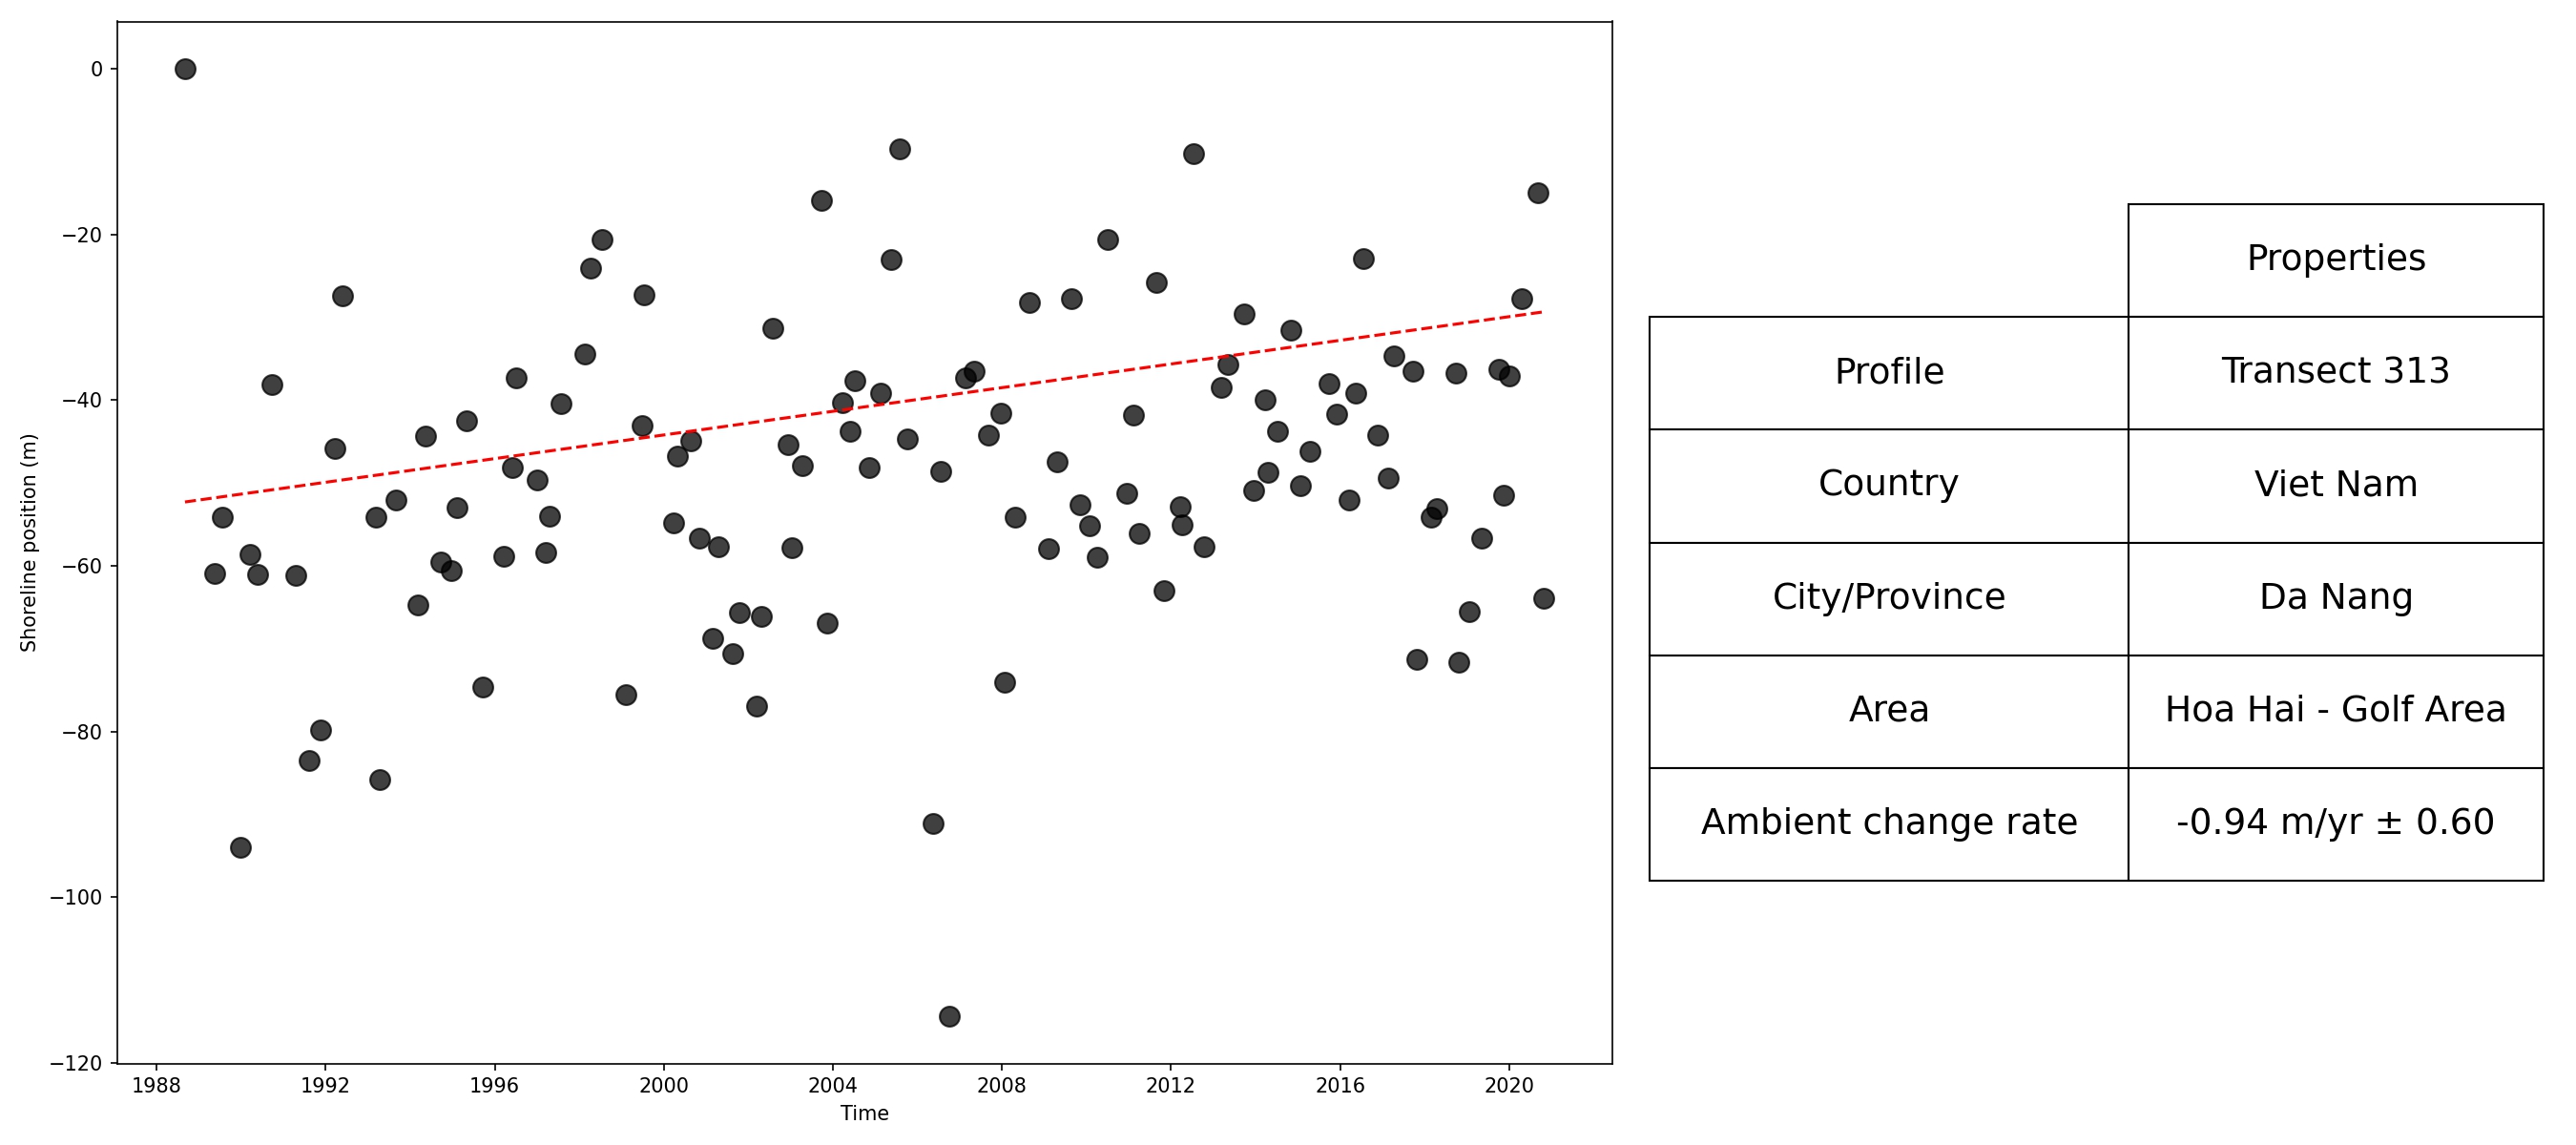 0
−20
−40
−60
−80
−100
−120
Shoreline position (m)
1988 1992 1996 2000 2004 2008 2012 2016 2020
Time
Properties
Profile Transect 313
Country Viet Nam
City/Province Da Nang
Area Hoa Hai - Golf Area
Ambient change rate -0.94 m/yr ± 0.60